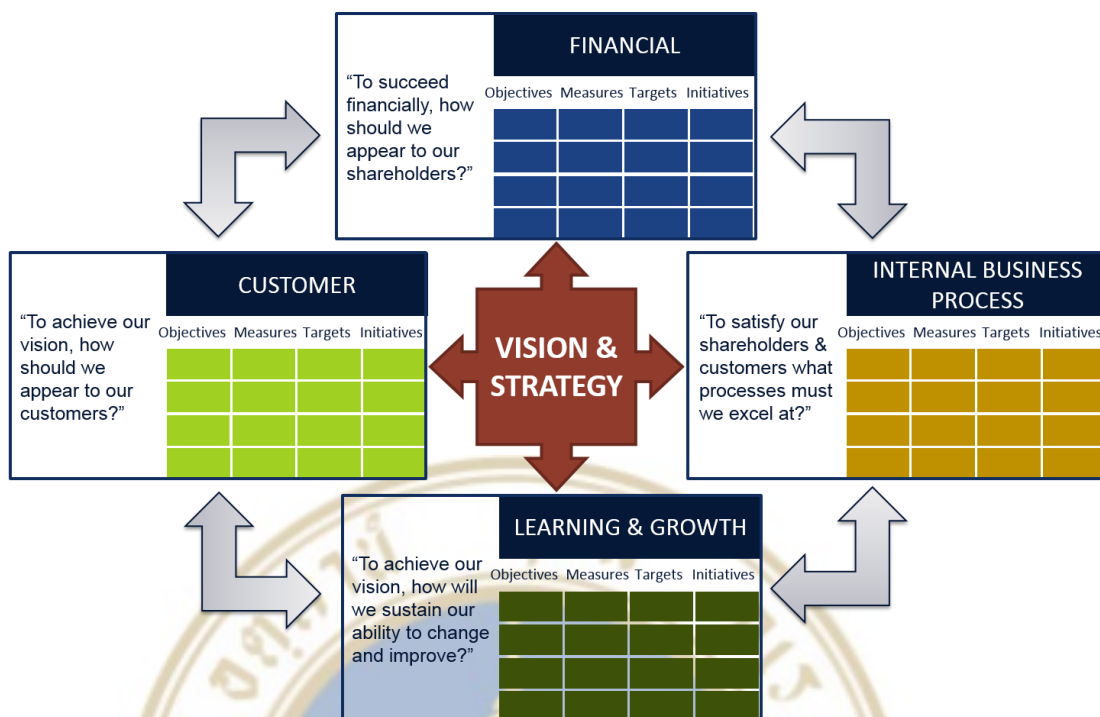 FINANCIAL
“To succeed
financially, how
should we
appear to our
shareholders?”
Objectives Measures Targets Initiatives
CUSTOMER
“To achieve our
vision, how
should we
appear to our
customers?”
Objectives Measures Targets Initiatives
VISION &
STRATEGY
INTERNAL BUSINESS
PROCESS
“To satisfy our
shareholders &
customers what
processes must
we excel at?”
Objectives Measures Targets Initiatives
LEARNING & GROWTH
“To achieve our
vision, how will
we sustain our
ability to change
and improve?”
Objectives Measures Targets Initiatives